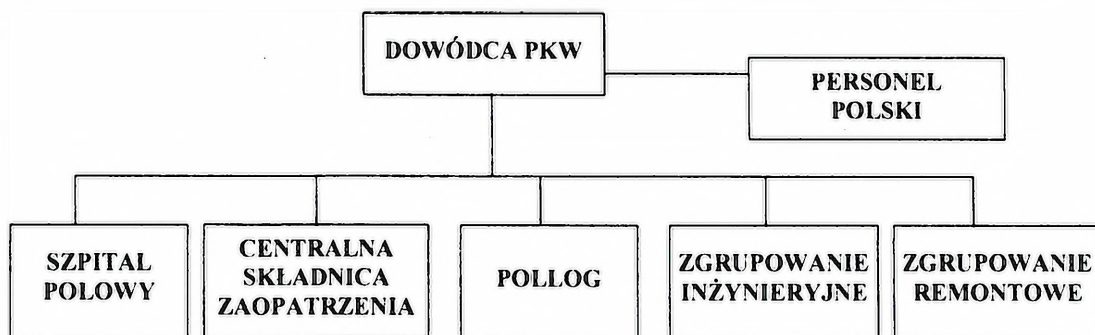 DOWÓDCA PKW
PERSONEL
POLSKI
SZPITAL
POLOWY
CENTRALNA
SKŁADNICA
ZAOPATRZENIA
POLLOG
ZGRUPOWANIE
INŻYNIERYJNE
ZGRUPOWANIE
REMONTOWE